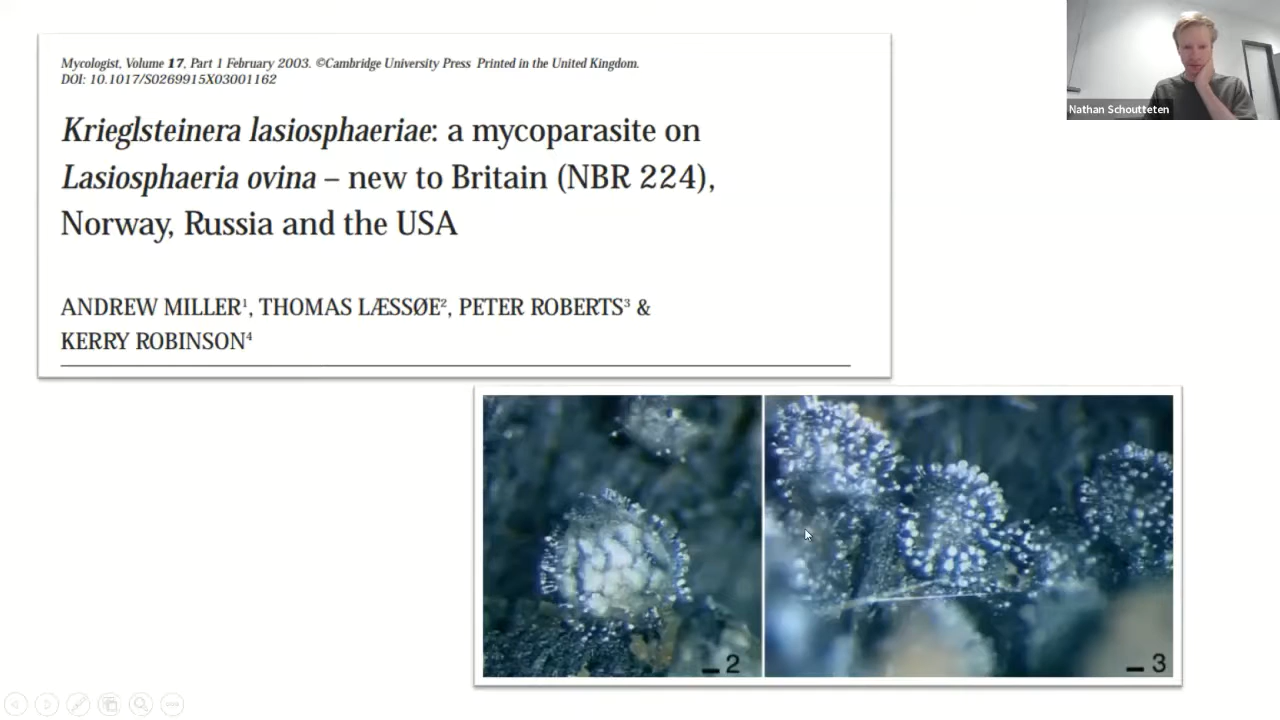 Mycologist, Volume 17, Part 1 February 2003. ©Cambridge University Press Printed in the United Kingdom.
DOI: 10.1017/S0269915X03001162
Krieglsteinera lasiosphaeriae: a mycoparasite on
Lasiosphaeria ovina – new to Britain (NBR 224),
Norway, Russia and the USA
ANDREW MILLER¹, THOMAS LÆSSØE², PETER ROBERTS³ &
KERRY ROBINSON⁴
Nathan Schoutteten
2
3